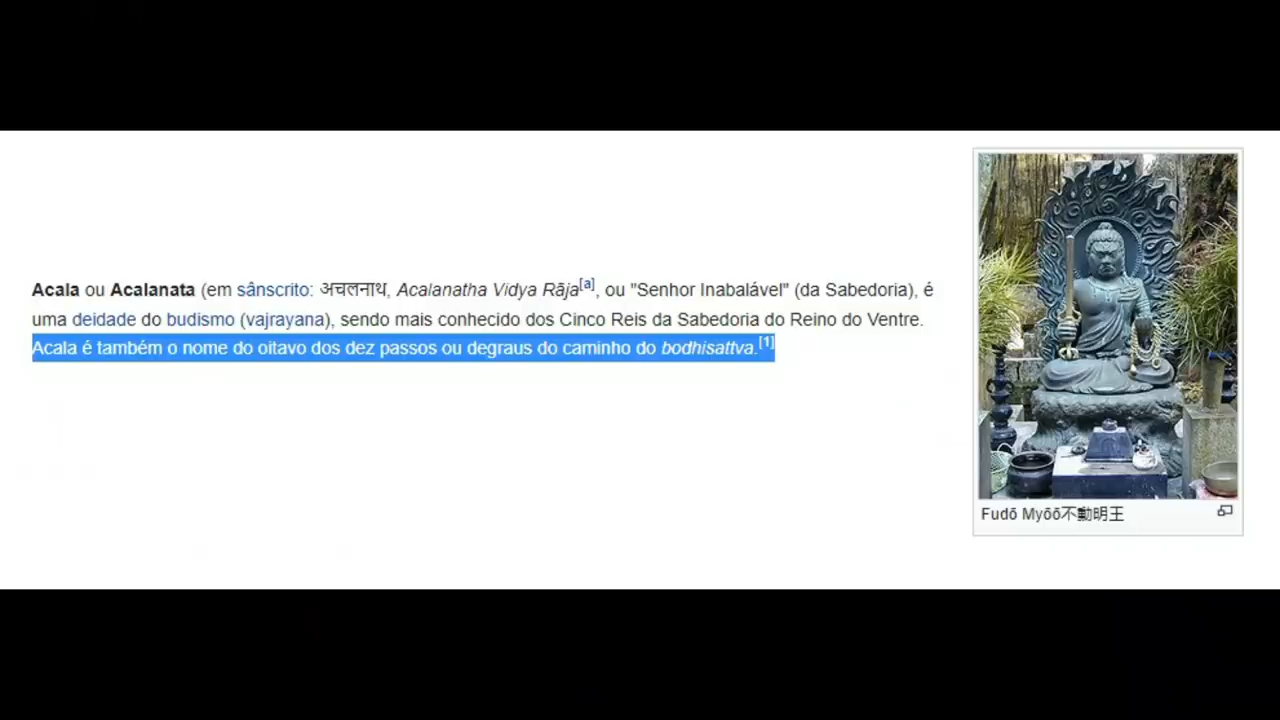 Acala ou Acalanata (em sânscrito: अचलनाथ, Acalanatha Vidya Rāja[a], ou "Senhor Inabalável" (da Sabedoria), é
uma deidade do budismo (vajrayana), sendo mais conhecido dos Cinco Reis da Sabedoria do Reino do Ventre.
Acala é também o nome do oitavo dos dez passos ou degraus do caminho do bodhisattva.[1]
Fudō Myōō不動明王